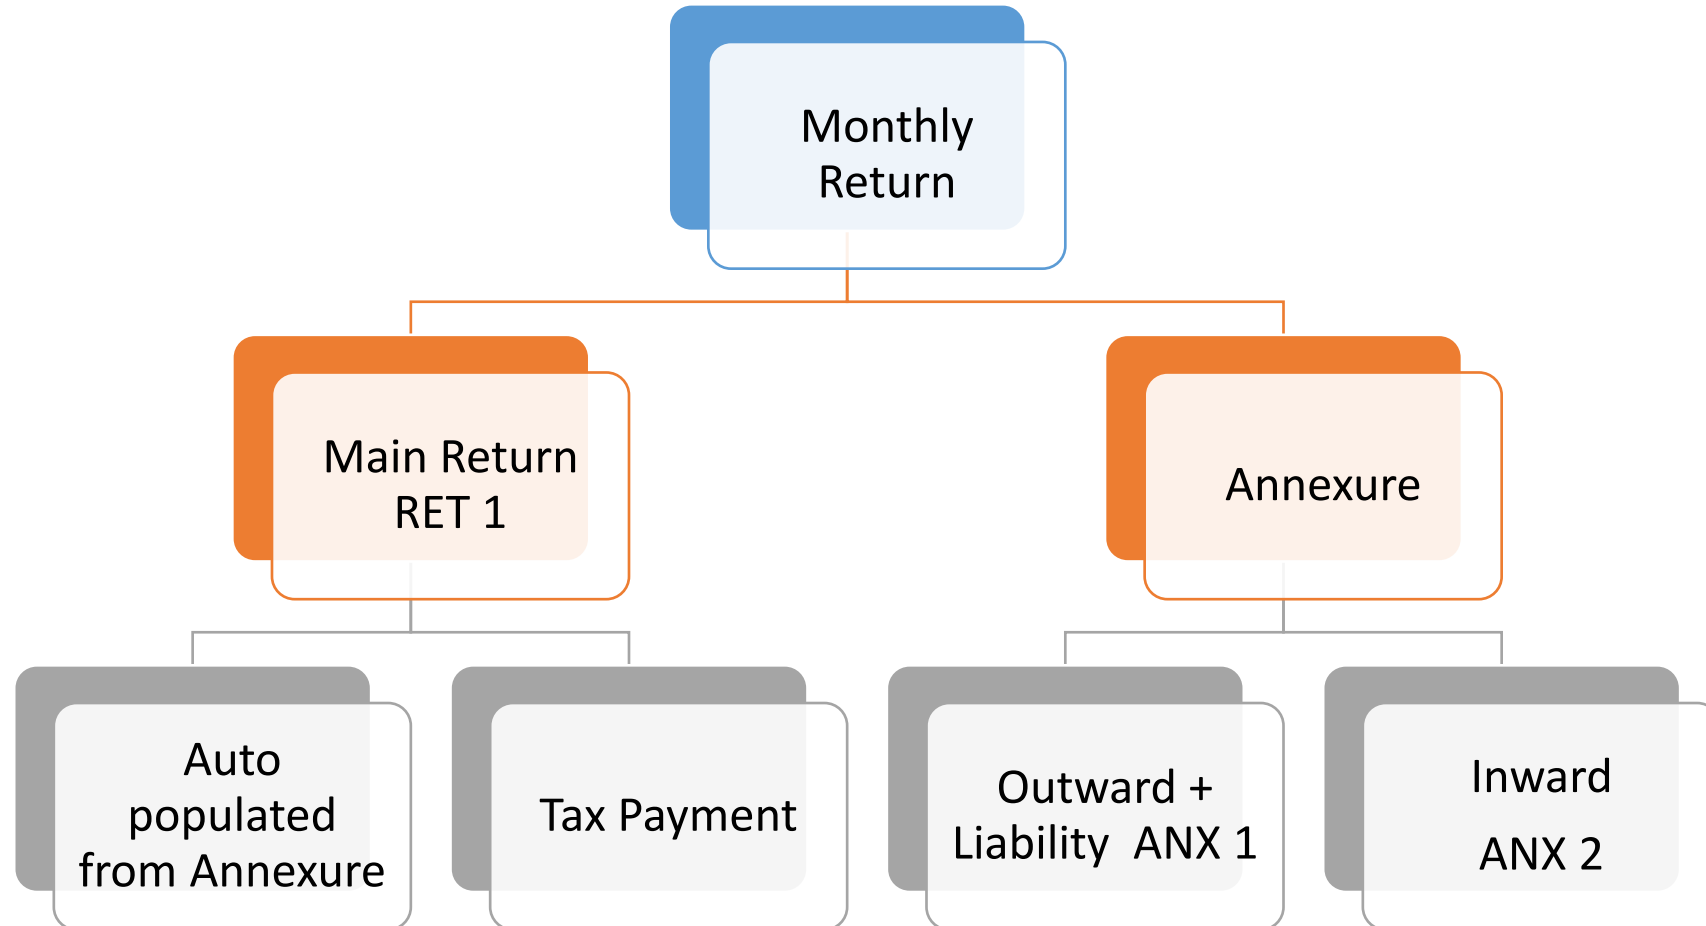 Monthly
Return
Main Return
RET 1
Annexure
Auto
populated
from Annexure
Tax Payment
Outward +
Liability  ANX 1
Inward
ANX 2